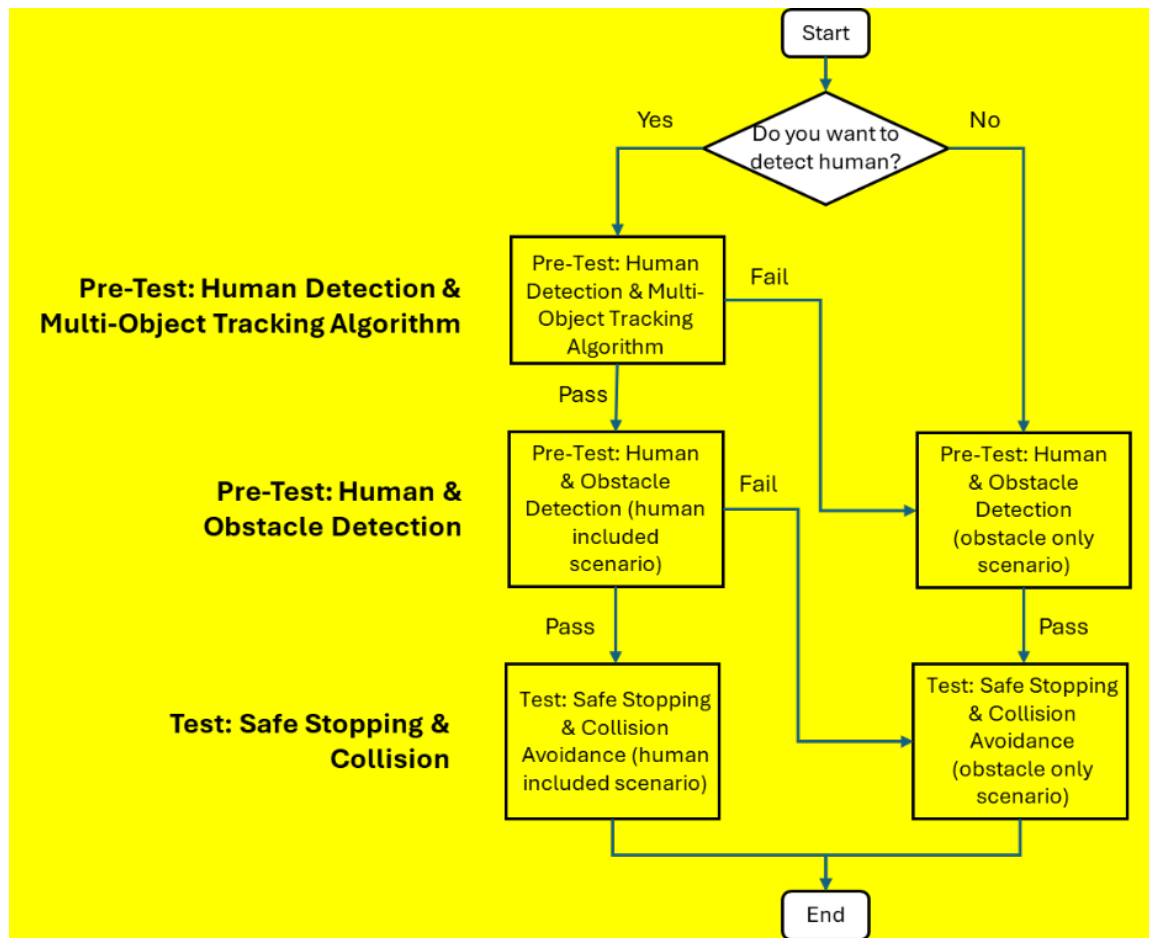 Start
Do you want to
detect human?
Yes
No
Pre-Test: Human Detection &
Multi-Object Tracking Algorithm
Pre-Test: Human
Detection & Multi-
Object Tracking
Algorithm
Fail
Pass
Pre-Test: Human &
Obstacle Detection
Pre-Test: Human
& Obstacle
Detection (human
included
scenario)
Fail
Pre-Test: Human
& Obstacle
Detection
(obstacle only
scenario)
Pass
Pass
Test: Safe Stopping &
Collision
Test: Safe Stopping
& Collision
Avoidance (human
included scenario)
Test: Safe Stopping
& Collision
Avoidance
(obstacle only
scenario)
End